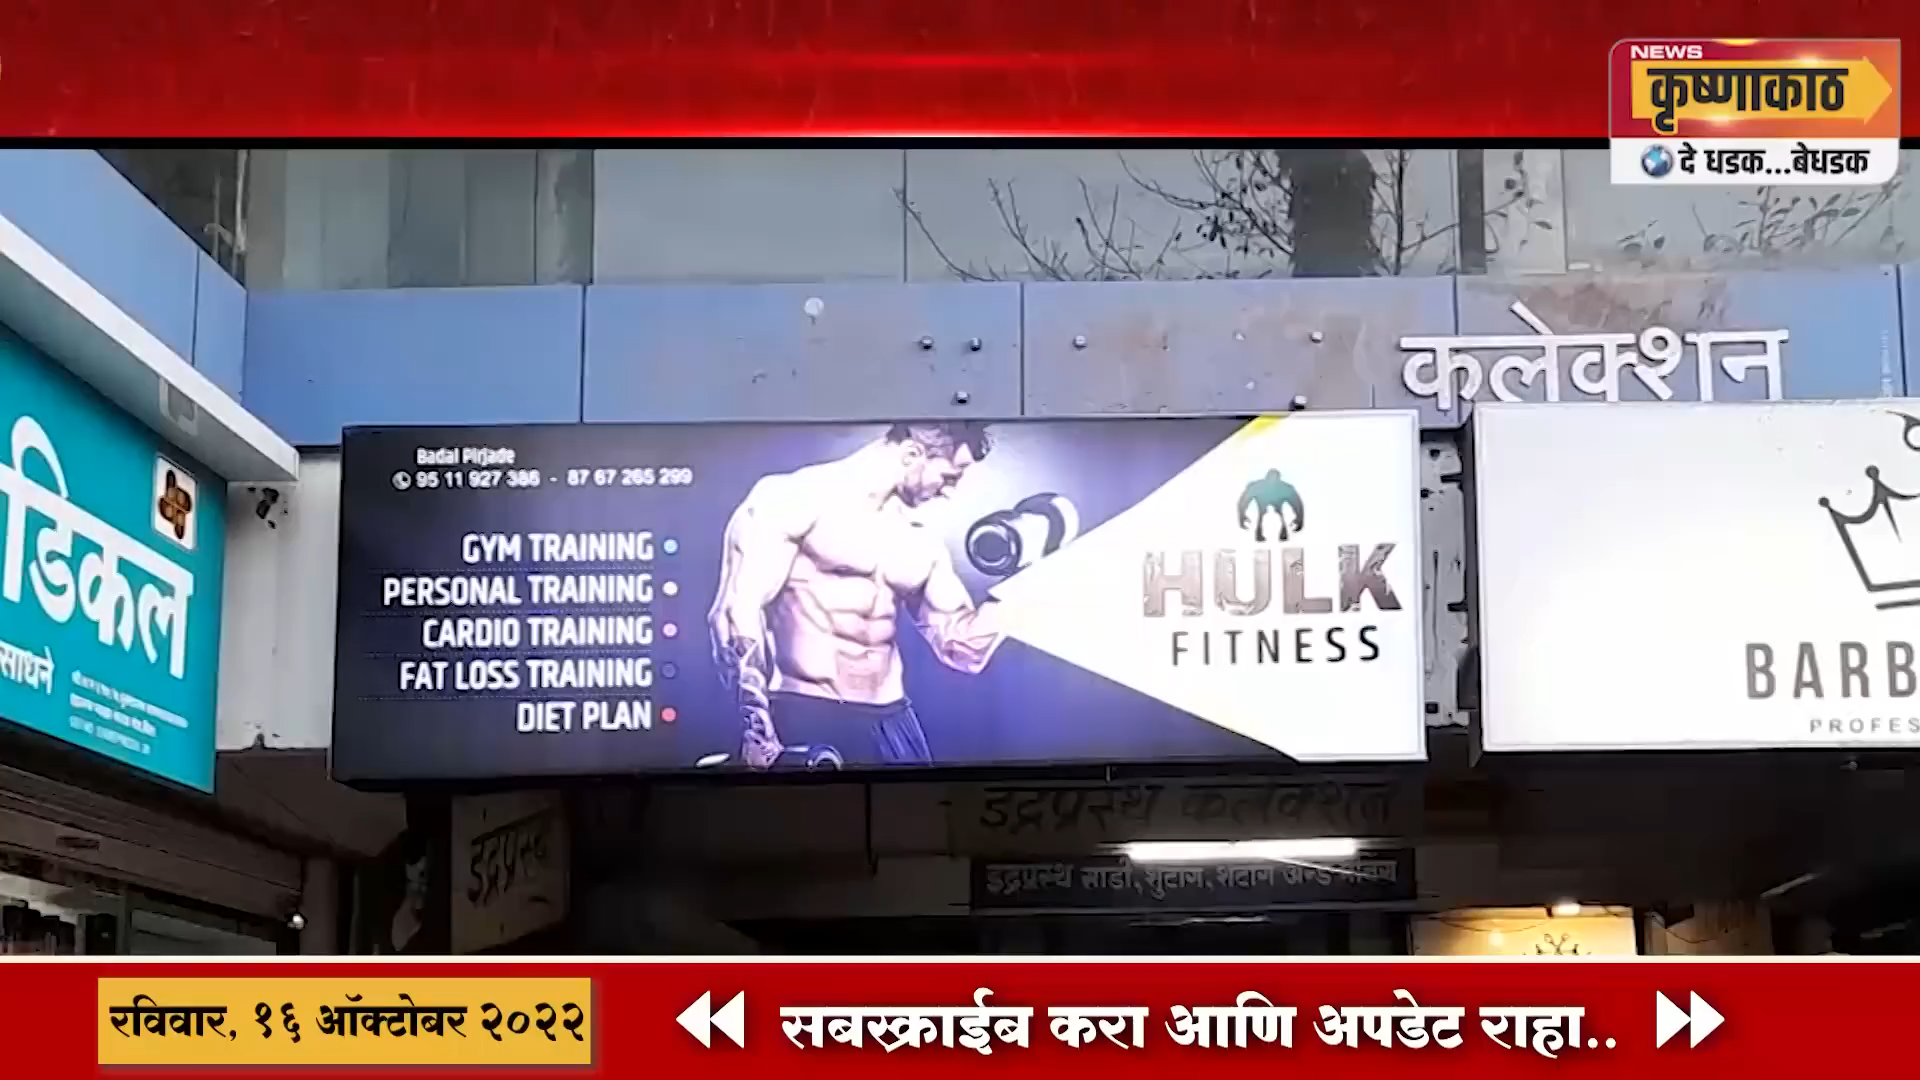 NEWS
कृष्णाकाठ
दे धडक...बेधडक
कलेक्शन
डिकल
साधने
Badal Pirjade
95 11 927 386 - 87 67 265 299
GYM TRAINING
PERSONAL TRAINING
CARDIO TRAINING
FAT LOSS TRAINING
DIET PLAN
HULK
FITNESS
BARB
PROFES
इंद्रप्रस्थ कलेक्शन
इंद्रप्रस्थ
रविवार, १६ ऑक्टोबर २०२२
सबस्क्राईब करा आणि अपडेट राहा..